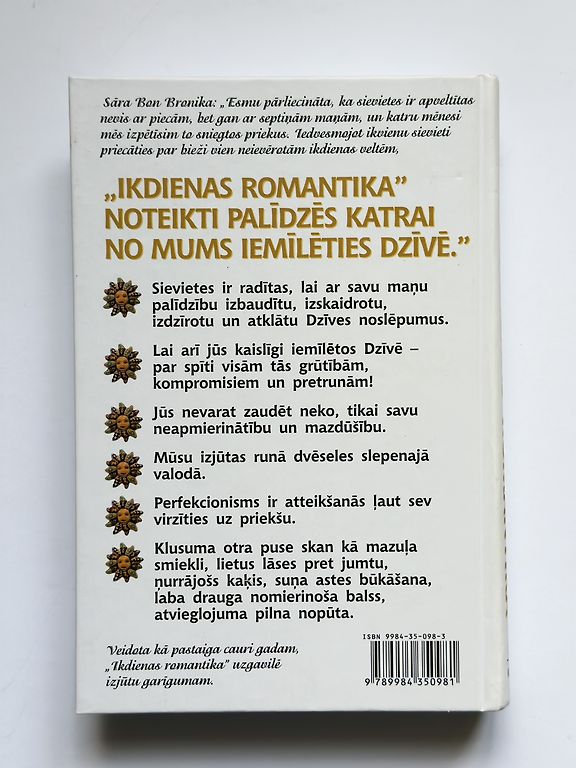 Sāra Bon Bronika: „Esmu pārliecināta, ka sievietes ir apveltītas
nevis ar piecām, bet gan ar septiņām maņām, un katru mēnesi
mēs izpētīsim to sniegtos priekus. Iedvesmojot ikvienu sievieti
priecāties par bieži vien neievērotām ikdienas veltēm,
„IKDIENAS ROMANTIKA”
NOTEIKTI PALĪDZĒS KATRAI
NO MUMS IEMĪLĒTIES DZĪVĒ.”
Sievietes ir radītas, lai ar savu maņu
palīdzību izbaudītu, izskaidrotu,
izdzīrotu un atklātu Dzīves noslēpumus.
Lai arī jūs kaislīgi iemīlētos Dzīvē –
par spīti visām tās grūtībām,
kompromisiem un pretrunām!
Jūs nevarat zaudēt neko, tikai savu
neapmierinātību un mazdūšību.
Mūsu izjūtas runā dvēseles slepenajā
valodā.
Perfekcionisms ir atteikšanās ļaut sev
virzīties uz priekšu.
Klusuma otra puse skan kā mazuļa
smiekli, lietus lāses pret jumtu,
ņurrājošs kaķis, suņa astes būkāšana,
laba drauga nomierinoša balss,
atvieglojuma pilna nopūta.
Veidota kā pastaiga cauri gadam,
„Ikdienas romantika” uzgavilē
izjūtu garīgumam.
ISBN 9984-35-098-3
9 789984 350981